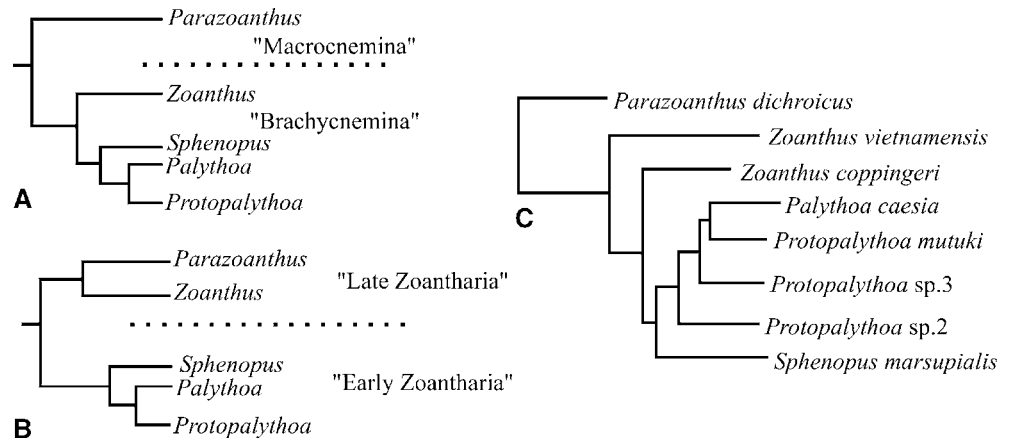 Parazoanthus
"Macrocnemina"
Zoanthus
"Brachycnemina"
Sphenopus
Palythoa
Protopalythoa
A
Parazoanthus
"Late Zoantharia"
Zoanthus
Sphenopus
"Early Zoantharia"
Palythoa
Protopalythoa
B
Parazoanthus dichroicus
Zoanthus vietnamensis
Zoanthus coppingeri
Palythoa caesia
Protopalythoa mutuki
Protopalythoa sp.3
Protopalythoa sp.2
Sphenopus marsupialis
C